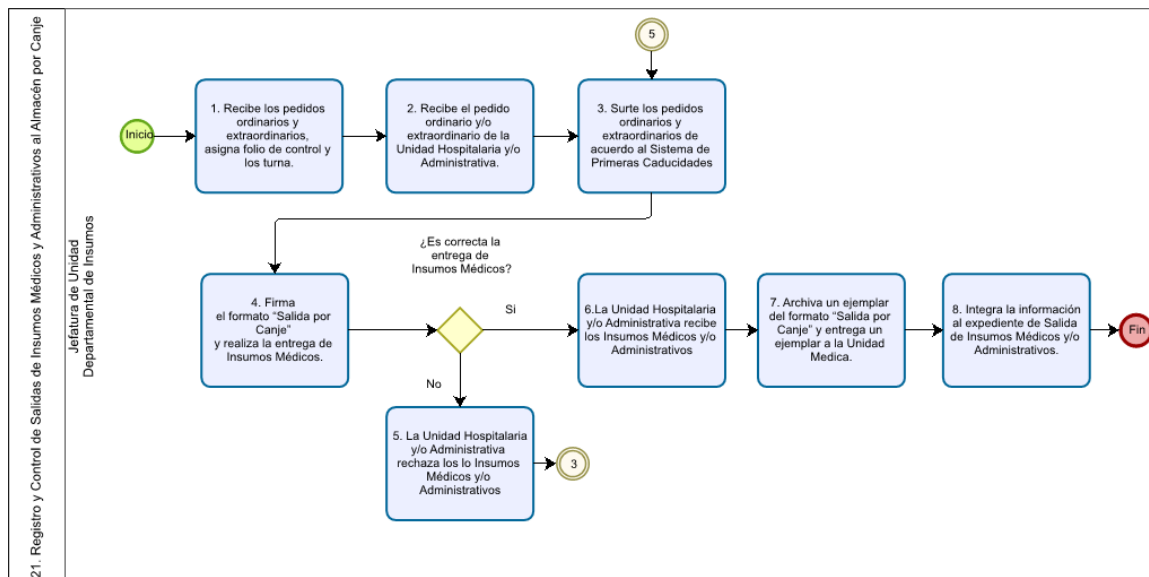 21. Registro y Control de Salidas de Insumos Médicos y Administrativos al Almacén por Canje
Jefatura de Unidad
Departamental de Insumos
Inicio
1. Recibe los pedidos
ordinarios y
extraordinarios,
asigna folio de control y
los turna.
2. Recibe el pedido
ordinario y/o
extraordinario de la
Unidad Hospitalaria y/o
Administrativa.
5
3. Surte los pedidos
ordinarios y
extraordinarios de
acuerdo al Sistema de
Primeras Caducidades
4. Firma
el formato “Salida por
Canje”
y realiza la entrega de
Insumos Médicos.
¿Es correcta la
entrega de
Insumos Médicos?
Si
No
5. La Unidad Hospitalaria
y/o Administrativa
rechaza los lo Insumos
Médicos y/o
Administrativos
3
6.La Unidad Hospitalaria
y/o Administrativa recibe
los Insumos Médicos y/o
Administrativos
7. Archiva un ejemplar
del formato “Salida por
Canje” y entrega un
ejemplar a la Unidad
Medica.
8. Integra la información
al expediente de Salida
de Insumos Médicos y/o
Administrativos.
Fin